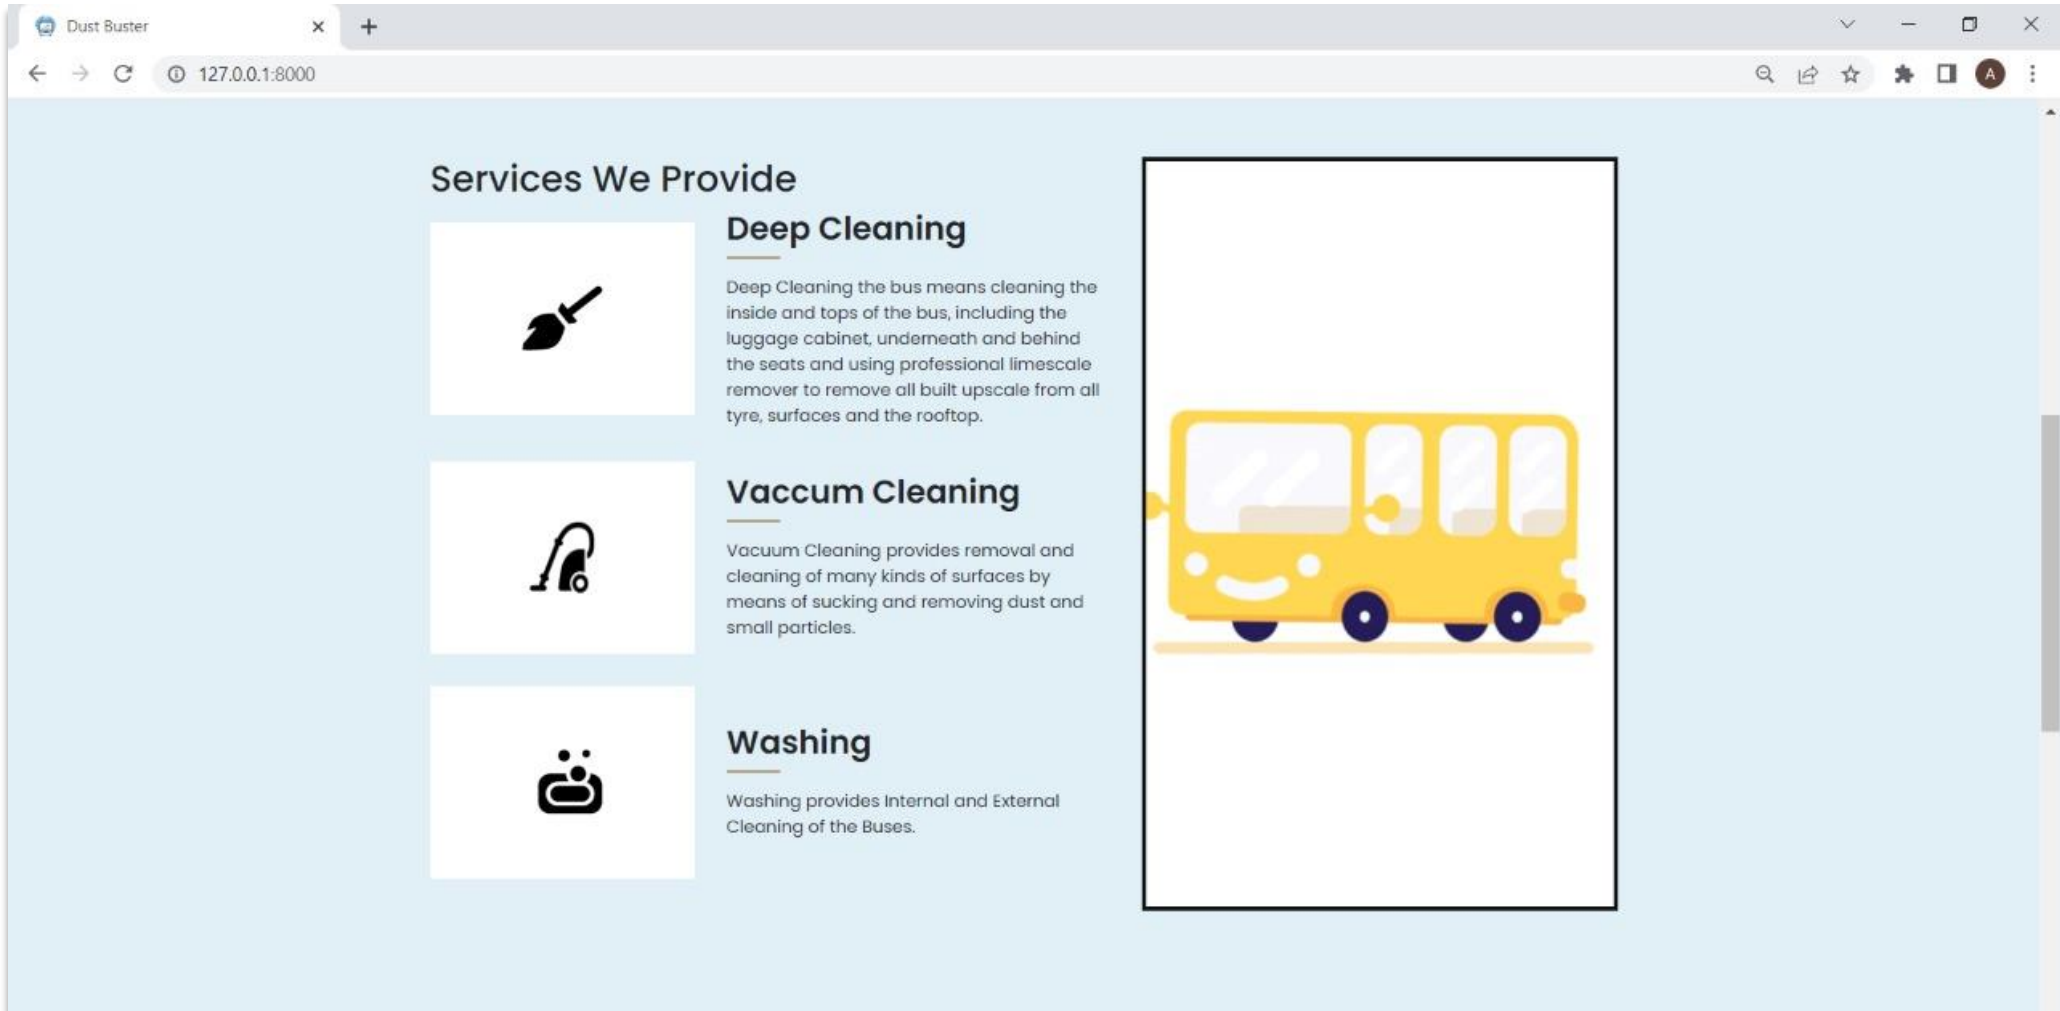 Dust Buster
127.0.0.1:8000
A
Services We Provide
Deep Cleaning
Deep Cleaning the bus means cleaning the
inside and tops of the bus, including the
luggage cabinet, underneath and behind
the seats and using professional limescale
remover to remove all built upscale from all
tyre, surfaces and the rooftop.
Vaccum Cleaning
Vacuum Cleaning provides removal and
cleaning of many kinds of surfaces by
means of sucking and removing dust and
small particles.
Washing
Washing provides Internal and External
Cleaning of the Buses.